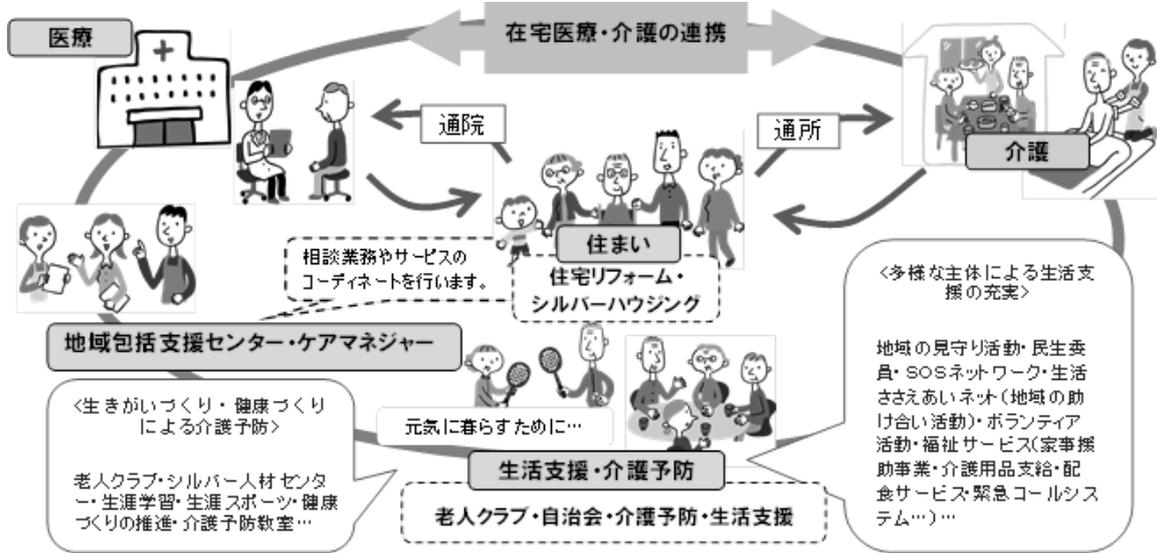 医療
在宅医療・介護の連携
通院
通所
介護
住まい
住宅リフォーム・
シルバーハウジング
相談業務やサービスの
コーディネートを行います。
地域包括支援センター・ケアマネジャー
<生きがいづくり・健康づくり
による介護予防>
老人クラブ・シルバー人材センタ
ー・生涯学習・生涯スポーツ・健康
づくりの推進・介護予防教室…
元気に暮らすために…
生活支援・介護予防
老人クラブ・自治会・介護予防・生活支援
<多様な主体による生活支
援の充実>
地域の見守り活動・民生委
員・SOSネットワーク・生活
ささえあいネット(地域の助
け合い活動)・ボランティア
活動・福祉サービス(家事援
助事業・介護用品支給・配
食サービス・緊急コールシス
テム…)…